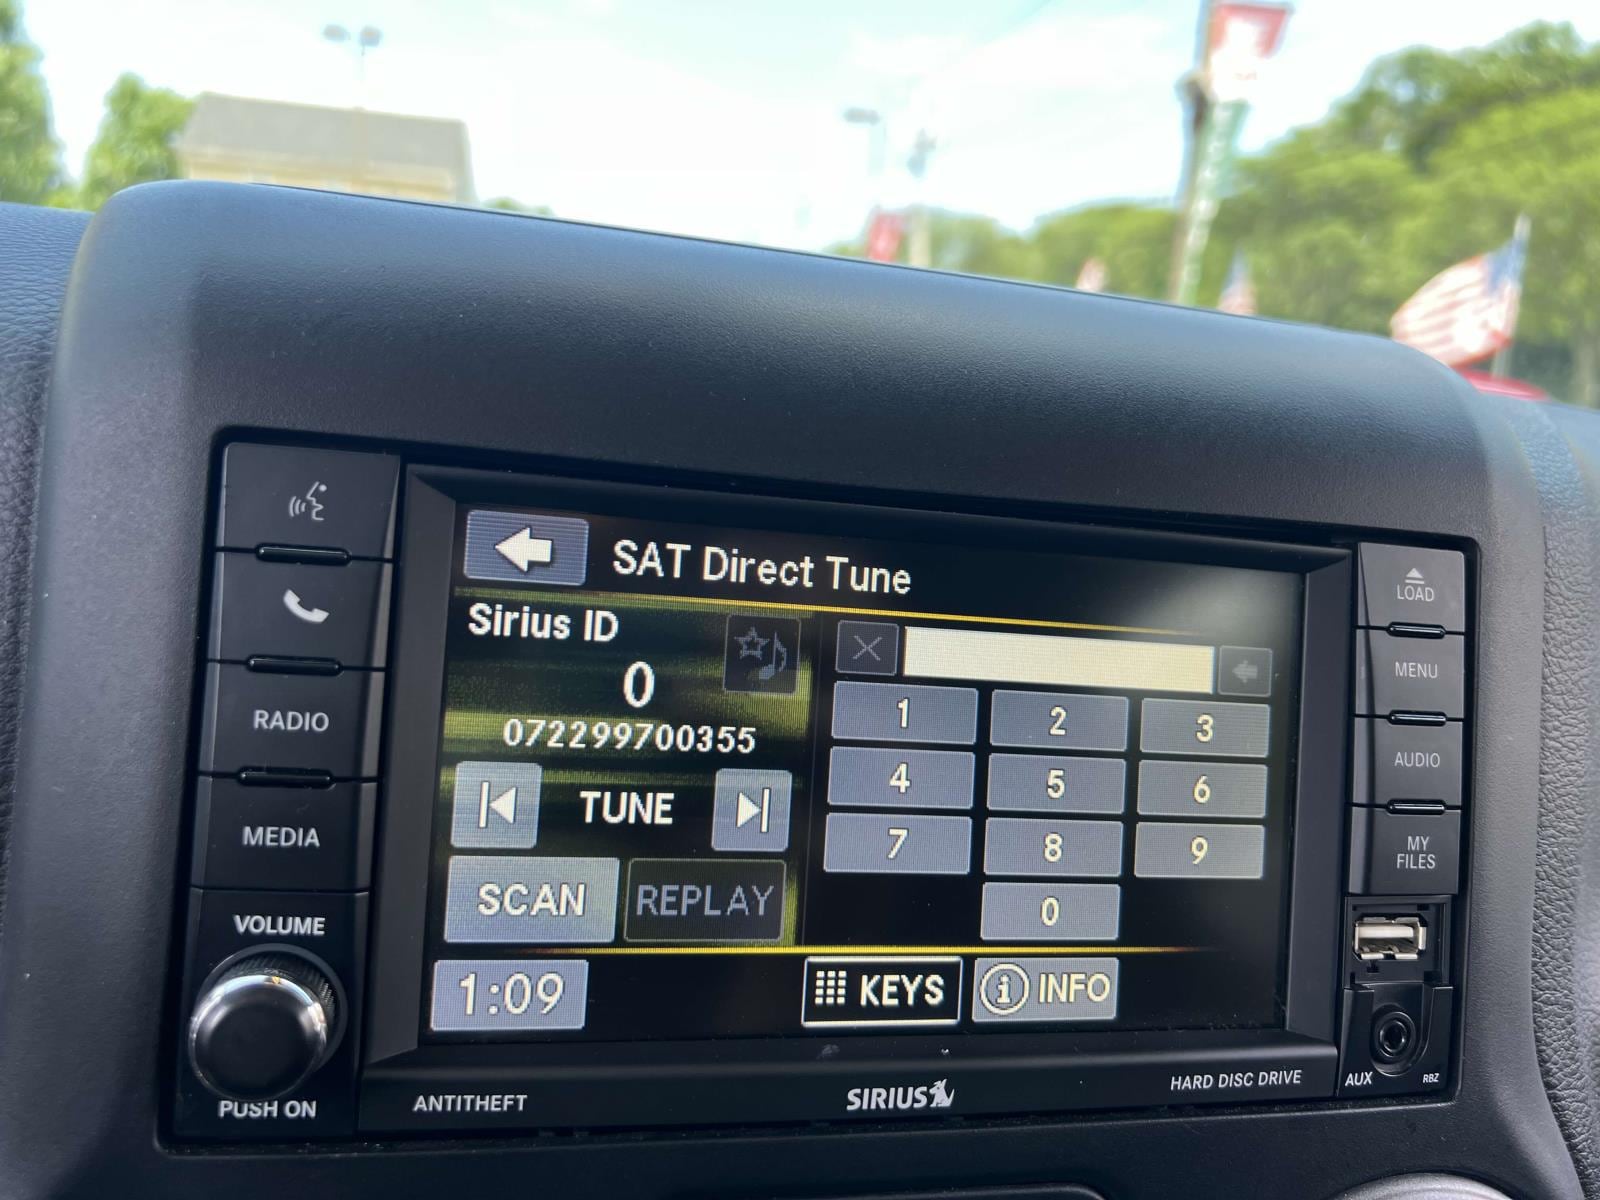 SAT Direct Tune
Sirius ID
0
072299700355
TUNE
SCAN
REPLAY
1 2 3
4 5 6
7 8 9
0
1:09
KEYS
INFO
RADIO
MEDIA
VOLUME
PUSH ON
LOAD
MENU
AUDIO
MY
FILES
AUX
RBZ
ANTITHEFT
SIRIUS
HARD DISC DRIVE